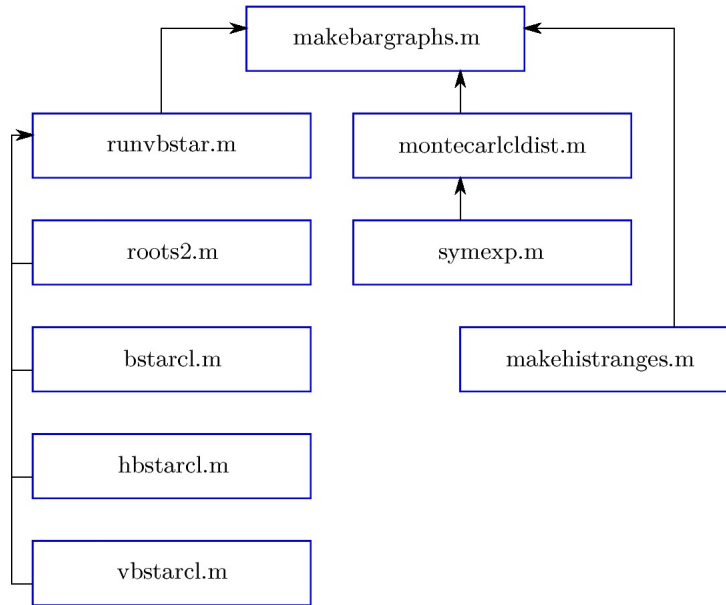 makebargraphs.m
runvbstar.m
montecarlcldist.m
roots2.m
symexp.m
bstarcl.m
makehistranges.m
hbstarcl.m
vbstarcl.m